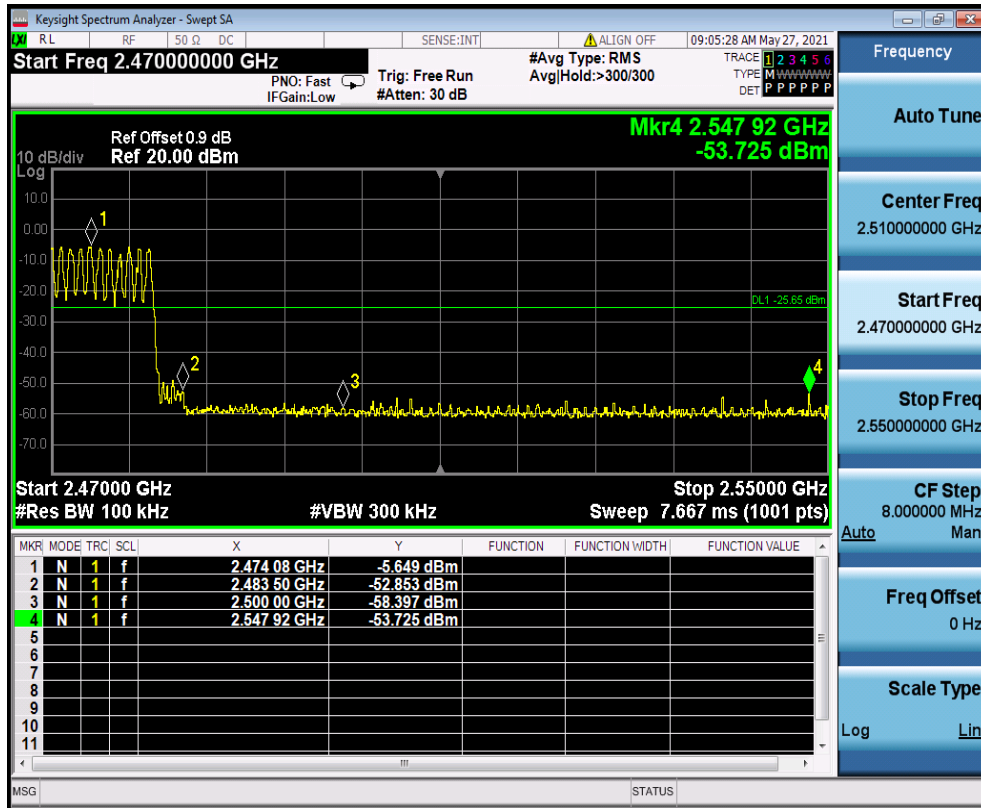 Keysight Spectrum Analyzer - Swept SA
LXI RL RF 50 Ω DC SENSE:INT ALIGN OFF 09:05:28 AM May 27, 2021
Start Freq 2.470000000 GHz
PNO: Fast
IFGain:Low
Trig: Free Run
#Atten: 30 dB
#Avg Type: RMS
Avg|Hold:>300/300
TRACE 1 2 3 4 5 6
TYPE M W W W W W
DET P P P P P P
Frequency
Auto Tune
Center Freq
2.510000000 GHz
Start Freq
2.470000000 GHz
Stop Freq
2.550000000 GHz
CF Step
8.000000 MHz
Auto Man
Freq Offset
0 Hz
Scale Type
Log Lin
Mkr4 2.547 92 GHz
-53.725 dBm
Ref Offset 0.9 dB
10 dB/div Ref 20.00 dBm
Log
10.0
0.00
-10.0
-20.0
-30.0
-40.0
-50.0
-60.0
-70.0
1
2
3
4
DL1 -25.65 dBm
Start 2.47000 GHz Stop 2.55000 GHz
#Res BW 100 kHz #VBW 300 kHz Sweep 7.667 ms (1001 pts)
MKR MODE TRC SCL X Y FUNCTION FUNCTION WIDTH FUNCTION VALUE
1 N 1 f 2.474 08 GHz -5.649 dBm
2 N 1 f 2.483 50 GHz -52.853 dBm
3 N 1 f 2.500 00 GHz -58.397 dBm
4 N 1 f 2.547 92 GHz -53.725 dBm
5
6
7
8
9
10
11
MSG STATUS